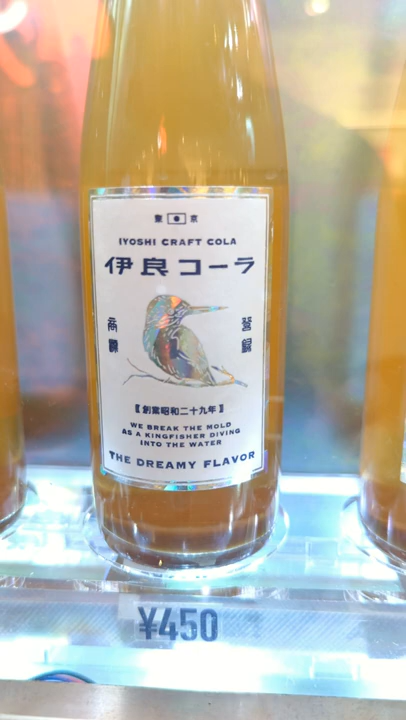 東 京
IYOSHI CRAFT COLA
伊良コーラ
商標
登録
【創業昭和二十九年】
WE BREAK THE MOLD
AS A KINGFISHER DIVING
INTO THE WATER
THE DREAMY FLAVOR
¥450